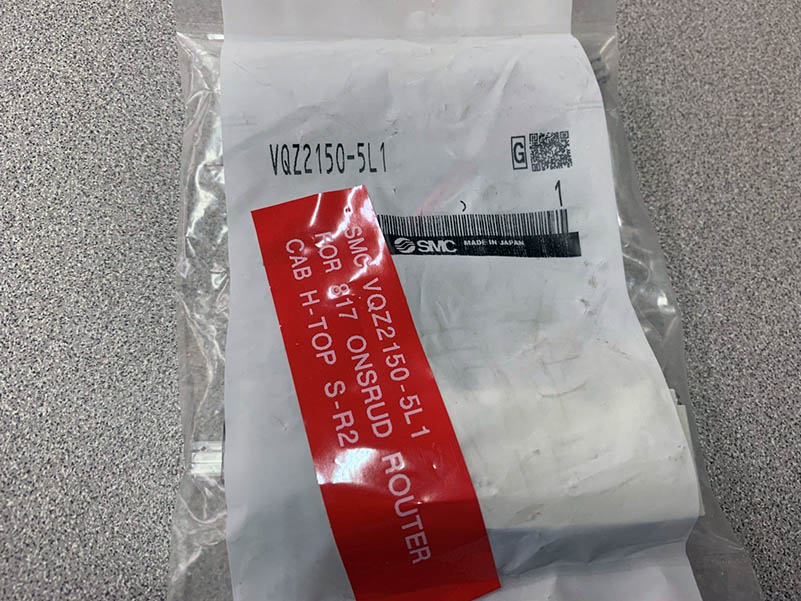 VQZ2150-5L1
G
1
SMC MADE IN JAPAN
SMC VQZ2150-5L1
FOR 817 ONSRUD ROUTER
CAB H-TOP S-R2